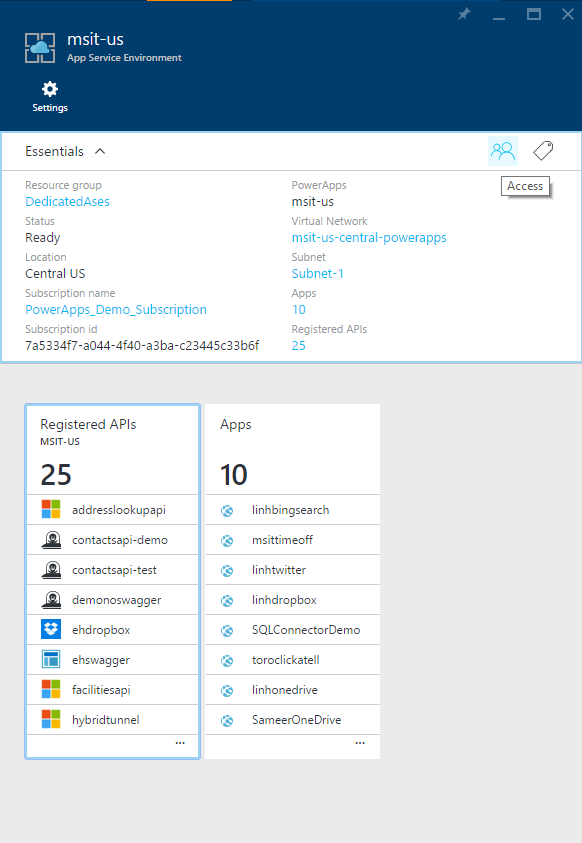 msit-us
App Service Environment
Settings
Essentials
Access
Resource group
DedicatedAses
Status
Ready
Location
Central US
Subscription name
PowerApps_Demo_Subscription
Subscription id
7a5334f7-a044-4f40-a3ba-c23445c33b6f
PowerApps
msit-us
Virtual Network
msit-us-central-powerapps
Subnet
Subnet-1
Apps
10
Registered APIs
25
Registered APIs
MSIT-US
25
addresslookupapi
contactsapi-demo
contactsapi-test
demonoswagger
ehdropbox
ehswagger
facilitiesapi
hybridtunnel
...
Apps
10
linhbingsearch
msittimeoff
linhtwitter
linhdropbox
SQLConnectorDemo
toroclickatell
linhonedrive
SameerOneDrive
...